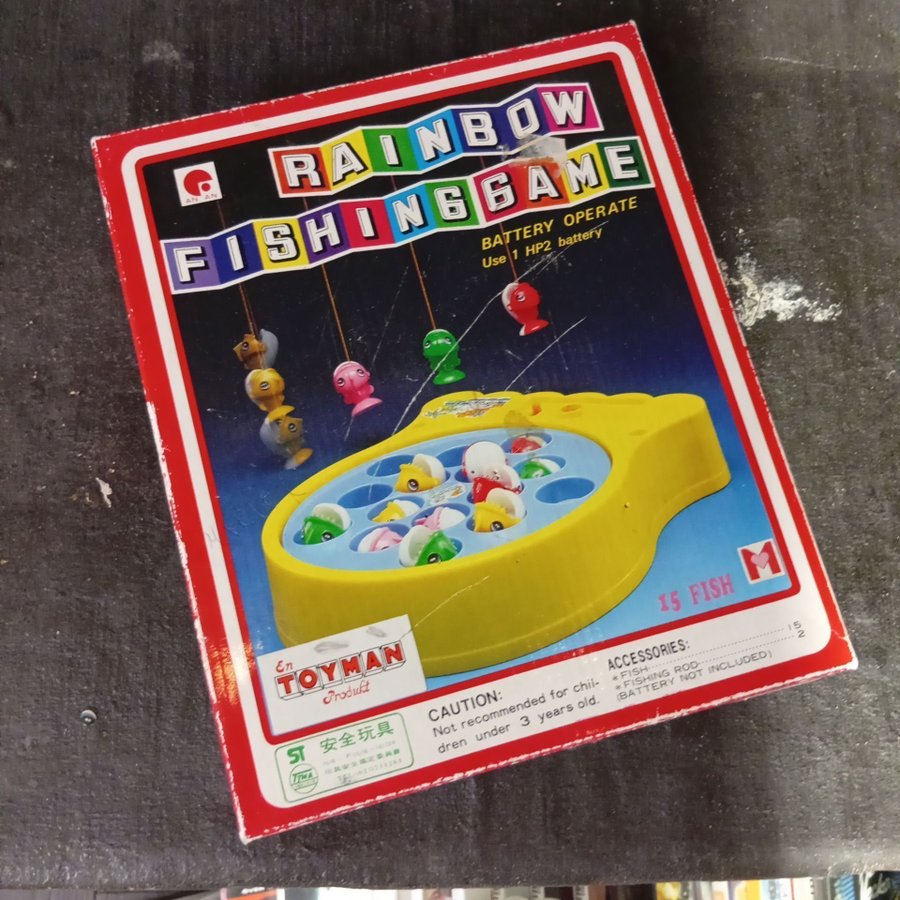 RAINBOW
AN AN
FISHINGGAME
BATTERY OPERATE
Use 1 HP2 battery
15 FISH
M
En
TOYMAN
Produkt
CAUTION:
Not recommended for chil-
dren under 3 years old.
ACCESSORIES:
*FISH 15
*FISHING ROD 2
(BATTERY NOT INCLUDED)
ST 安全玩具
TTMA